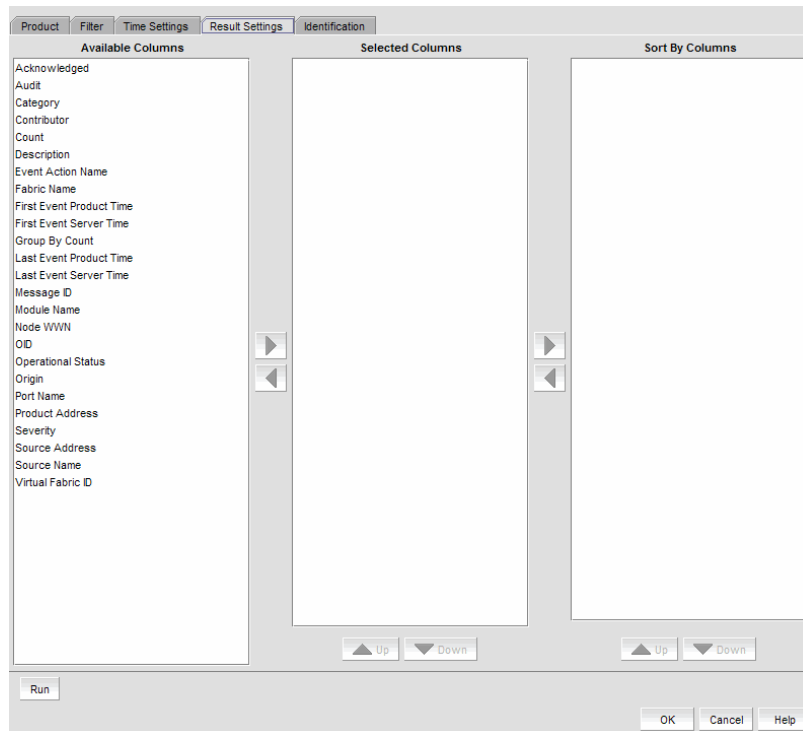 Product Filter Time Settings Result Settings Identification
Available Columns Selected Columns Sort By Columns
Acknowledged
Audit
Category
Contributor
Count
Description
Event Action Name
Fabric Name
First Event Product Time
First Event Server Time
Group By Count
Last Event Product Time
Last Event Server Time
Message ID
Module Name
Node WWN
OID
Operational Status
Origin
Port Name
Product Address
Severity
Source Address
Source Name
Virtual Fabric ID
Up Down Up Down
Run
OK Cancel Help